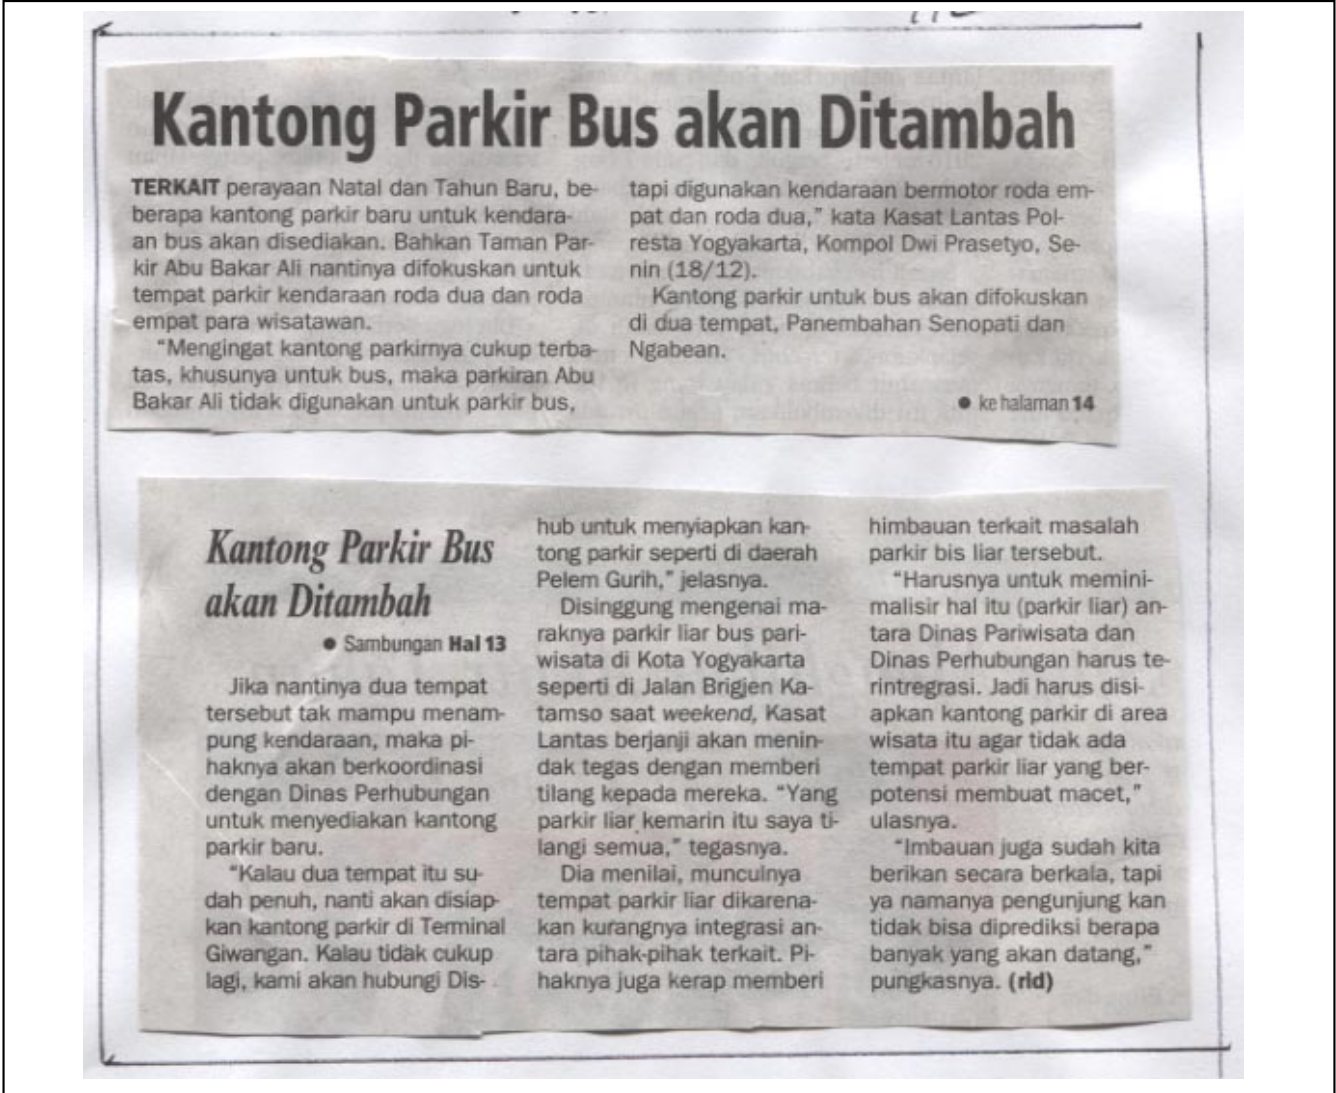 Kantong Parkir Bus akan Ditambah
TERKAIT perayaan Natal dan Tahun Baru, be-
berapa kantong parkir baru untuk kendara-
an bus akan disediakan. Bahkan Taman Par-
kir Abu Bakar Ali nantinya difokuskan untuk
tempat parkir kendaraan roda dua dan roda
empat para wisatawan.
“Mengingat kantong parkirnya cukup terba-
tas, khusunya untuk bus, maka parkiran Abu
Bakar Ali tidak digunakan untuk parkir bus,
tapi digunakan kendaraan bermotor roda em-
pat dan roda dua,” kata Kasat Lantas Pol-
resta Yogyakarta, Kompol Dwi Prasetyo, Se-
nin (18/12).
Kantong parkir untuk bus akan difokuskan
di dua tempat, Panembahan Senopati dan
Ngabean.
● ke halaman 14
Kantong Parkir Bus
akan Ditambah
● Sambungan Hal 13
Jika nantinya dua tempat
tersebut tak mampu menam-
pung kendaraan, maka pi-
haknya akan berkoordinasi
dengan Dinas Perhubungan
untuk menyediakan kantong
parkir baru.
“Kalau dua tempat itu su-
dah penuh, nanti akan disiap-
kan kantong parkir di Terminal
Giwangan. Kalau tidak cukup
lagi, kami akan hubungi Dis-
hub untuk menyiapkan kan-
tong parkir seperti di daerah
Pelem Gurih,” jelasnya.
Disinggung mengenai ma-
raknya parkir liar bus pari-
wisata di Kota Yogyakarta
seperti di Jalan Brigjen Ka-
tamso saat weekend, Kasat
Lantas berjanji akan menin-
dak tegas dengan memberi
tilang kepada mereka. “Yang
parkir liar kemarin itu saya ti-
langi semua,” tegasnya.
Dia menilai, munculnya
tempat parkir liar dikarena-
kan kurangnya integrasi an-
tara pihak-pihak terkait. Pi-
haknya juga kerap memberi
himbauan terkait masalah
parkir bis liar tersebut.
“Harusnya untuk memini-
malisir hal itu (parkir liar) an-
tara Dinas Pariwisata dan
Dinas Perhubungan harus te-
rintregrasi. Jadi harus disi-
apkan kantong parkir di area
wisata itu agar tidak ada
tempat parkir liar yang ber-
potensi membuat macet,”
ulasnya.
“Imbauan juga sudah kita
berikan secara berkala, tapi
ya namanya pengunjung kan
tidak bisa diprediksi berapa
banyak yang akan datang,”
pungkasnya. (rid)